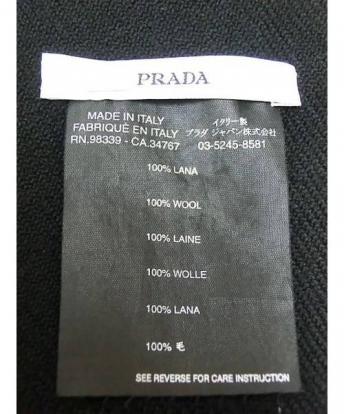 PRADA
MADE IN ITALY イタリー製
FABRIQUÉ EN ITALY プラダ ジャパン株式会社
RN.98339 - CA.34767 03-5245-8581
100% LANA
100% WOOL
100% LAINE
100% WOLLE
100% LANA
100% 毛
SEE REVERSE FOR CARE INSTRUCTION